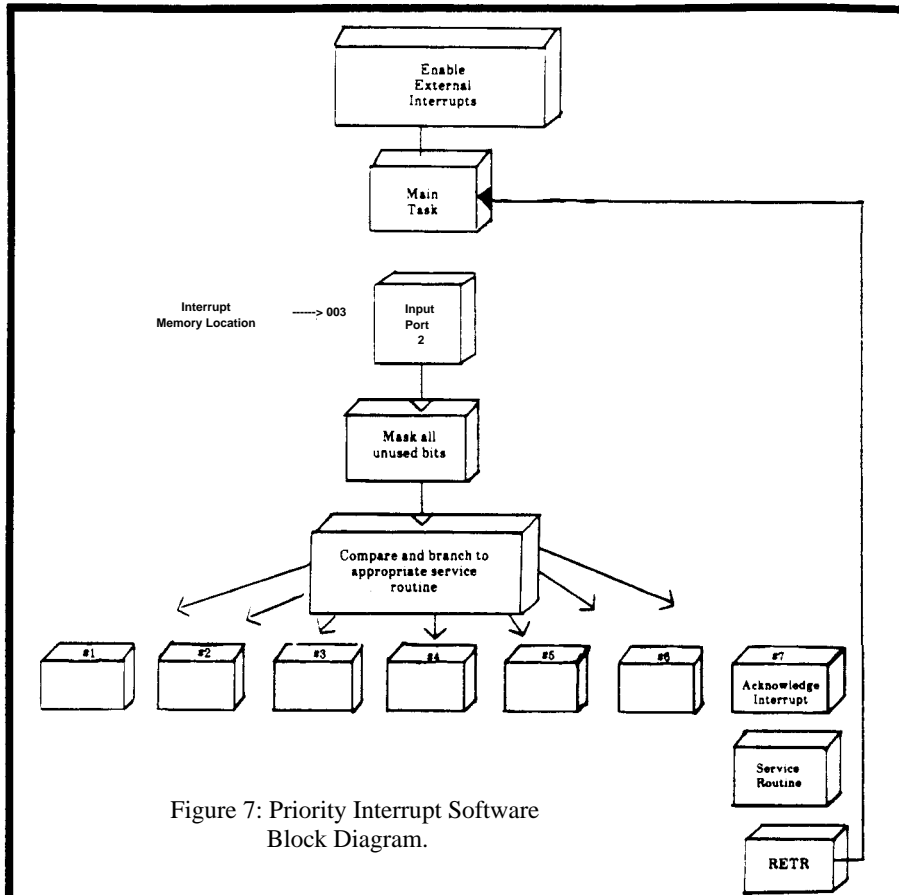 Enable
External
Interrupts
Main
Task
Interrupt
Memory Location
-----> 003
Input
Port
2
Mask all
unused bits
Compare and branch to
appropriate service
routine
#1
#2
#3
#4
#5
#6
#7
Acknowledge
Interrupt
Service
Routine
RETR
Figure 7: Priority Interrupt Software
Block Diagram.